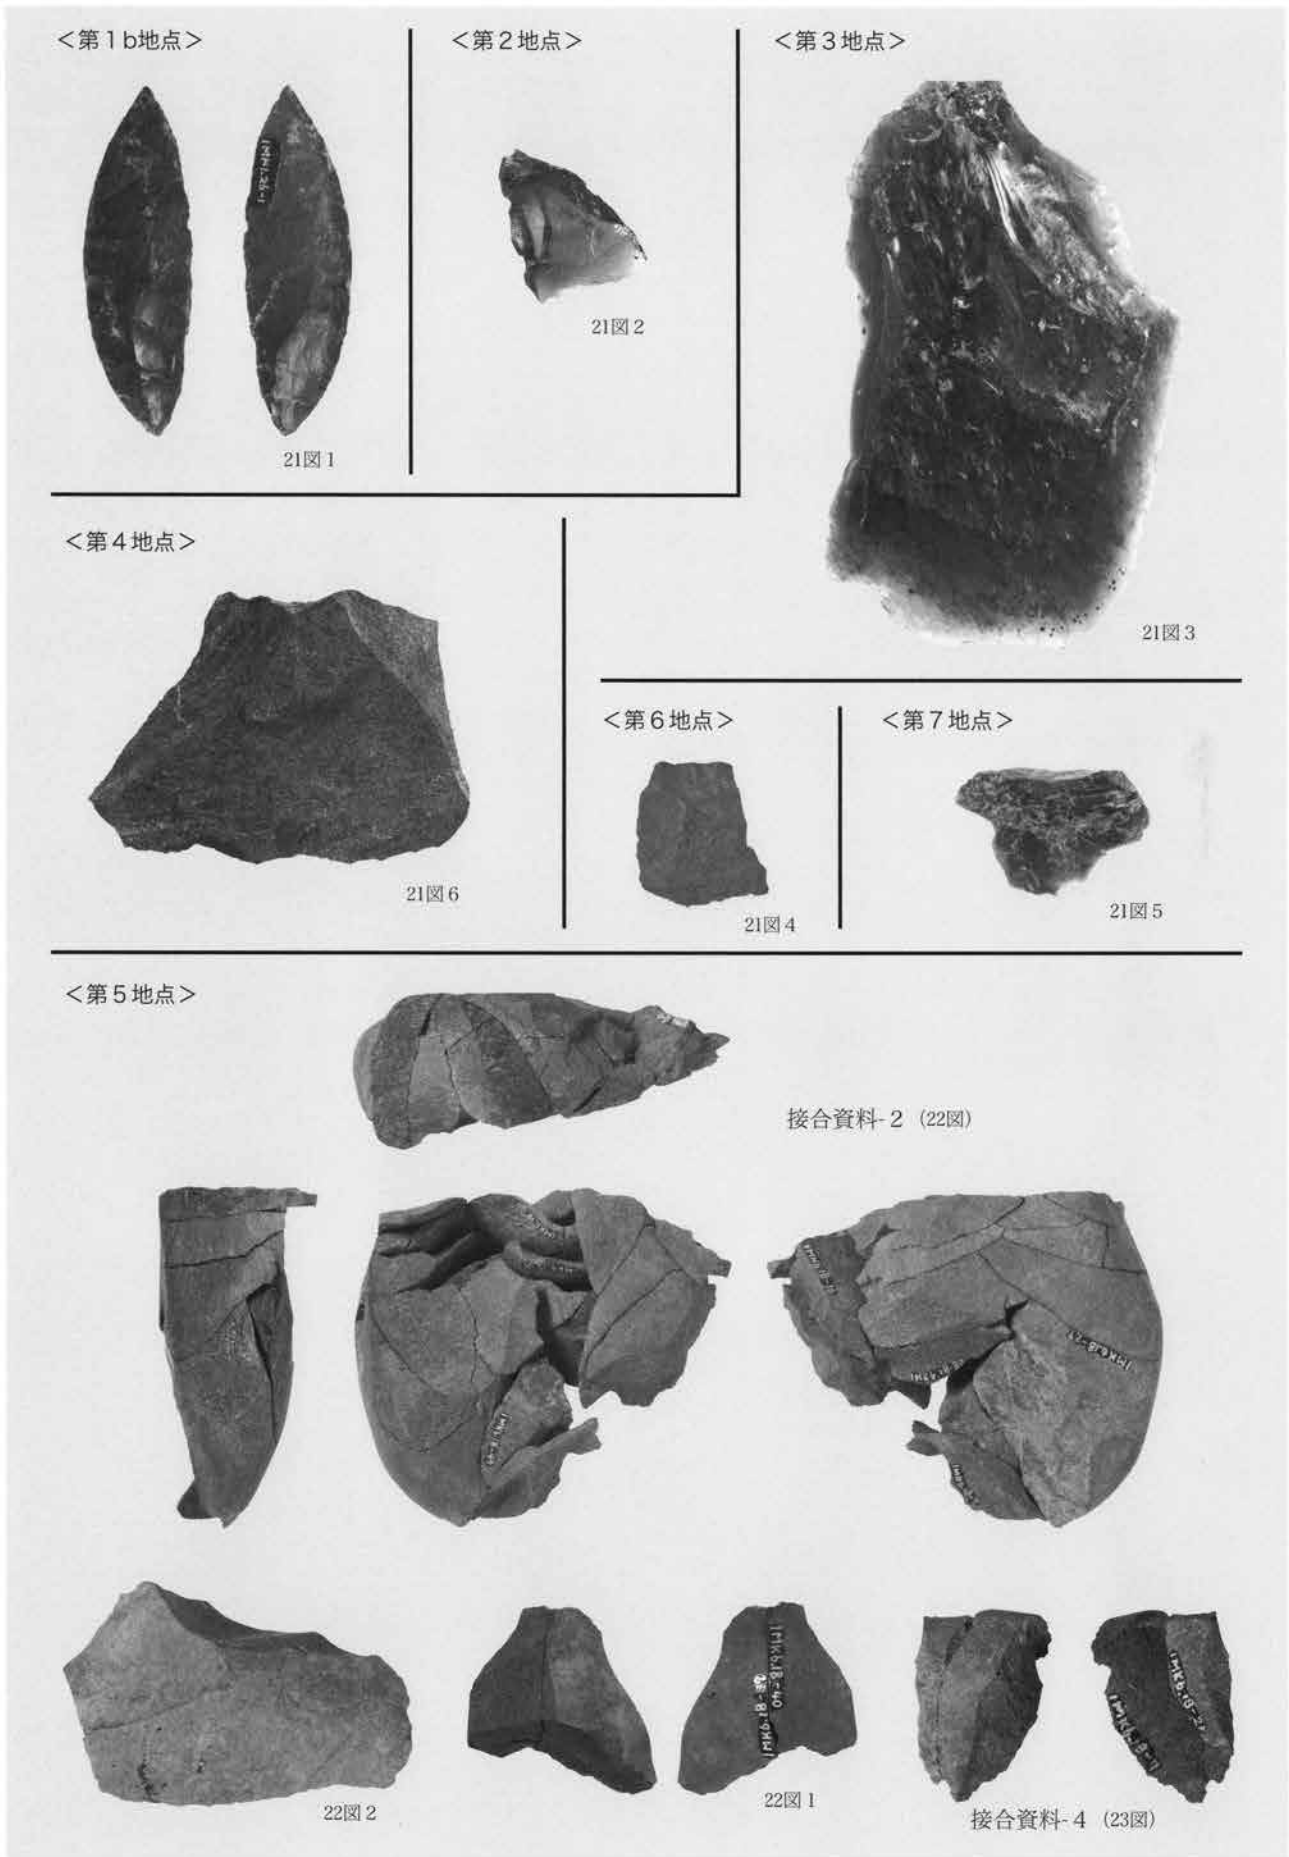 ＜第1b地点＞
＜第2地点＞
＜第3地点＞
21図1
21図2
21図3
＜第4地点＞
21図6
＜第6地点＞
21図4
＜第7地点＞
21図5
＜第5地点＞
接合資料-2（22図）
22図2
1MK6.18-40
22図1
接合資料-4（23図）